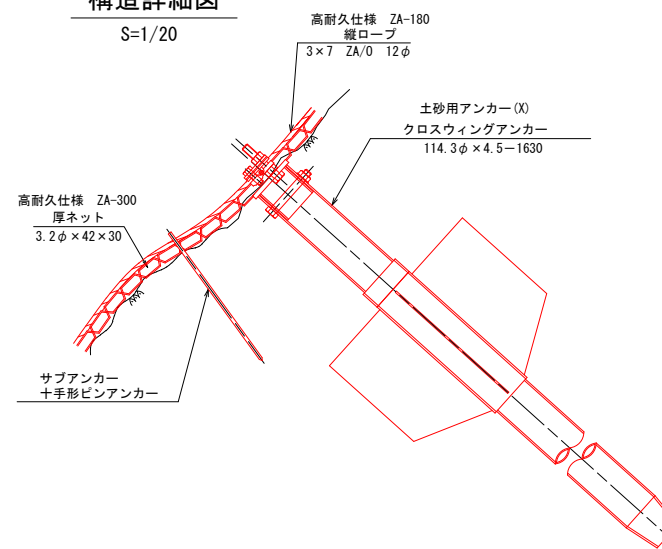 構造詳細図
S=1/20
高耐久仕様 ZA-180
縦ロープ
3×7 ZA/O 12φ
土砂用アンカー(X)
クロスウィングアンカー
114.3φ×4.5−1630
高耐久仕様 ZA-300
厚ネット
3.2φ×42×30
サブアンカー
十手形ピンアンカー